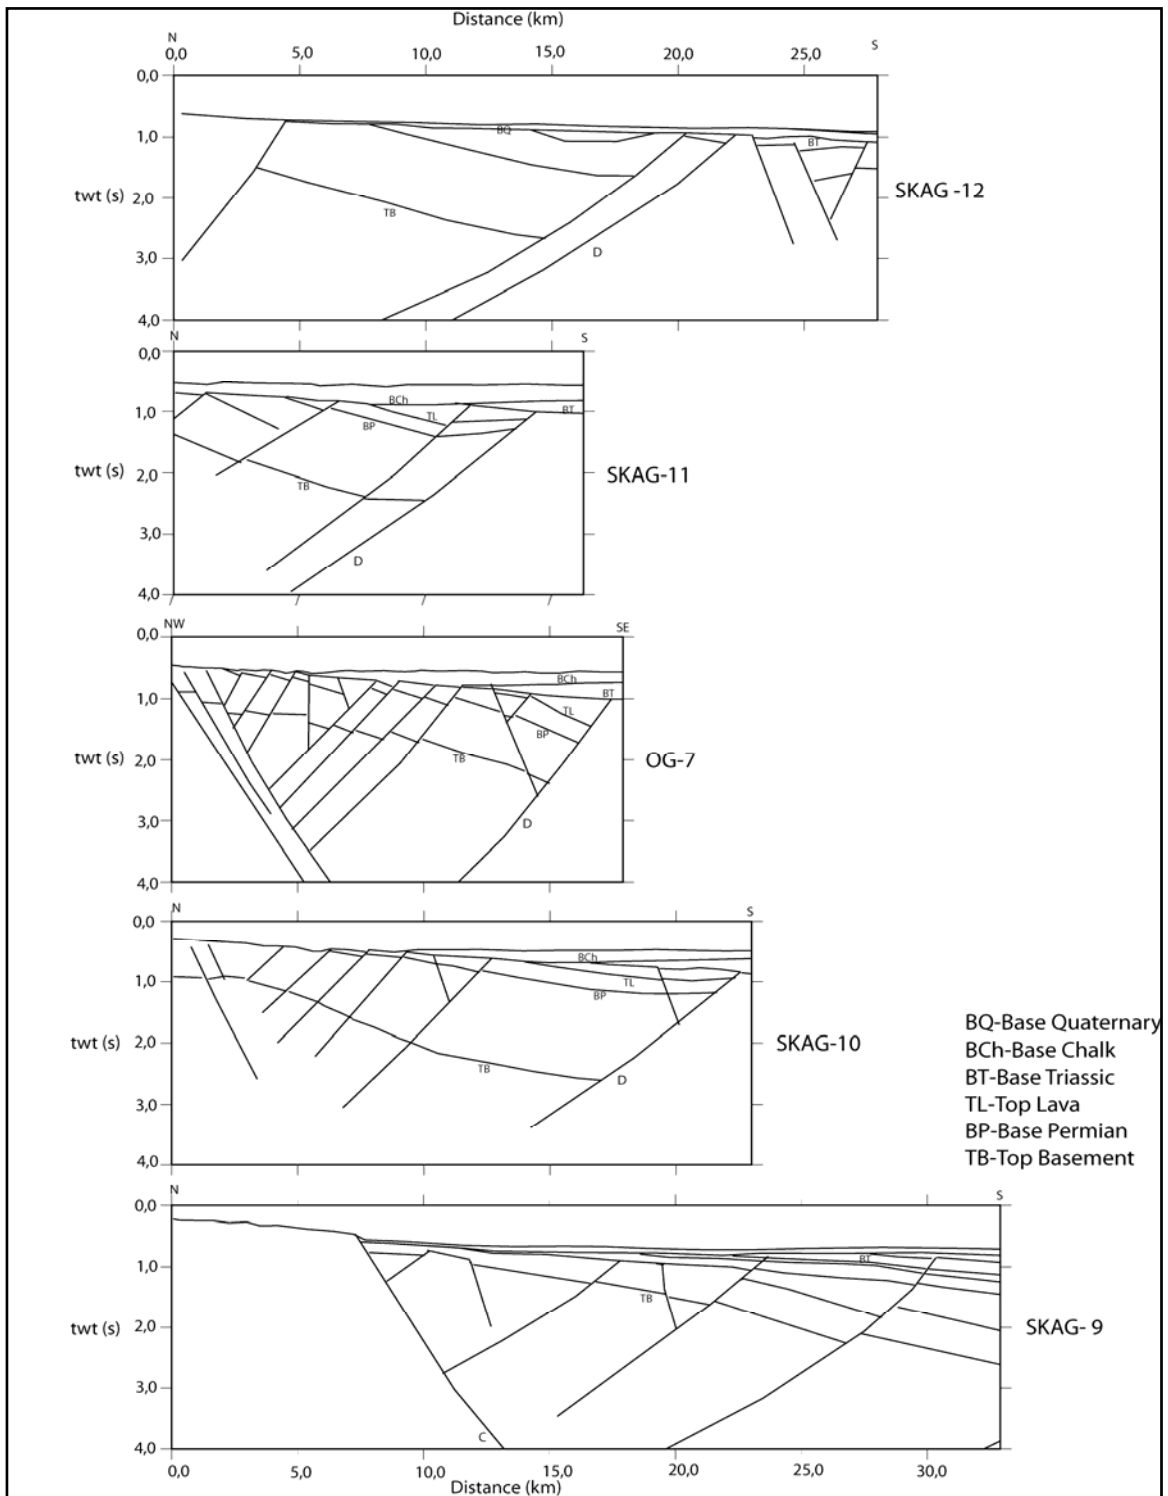 Distance (km)
N S
0,0 5,0 10,0 15,0 20,0 25,0
0,0
1,0
BQ
BT
twt (s) 2,0
SKAG -12
TB
D
3,0
4,0
N S
0,0
BCh
1,0
TL
BT
BP
twt (s) 2,0
SKAG-11
TB
3,0
D
4,0
NW SE
0,0
BCh
1,0
BT
TL
BP
twt (s) 2,0
TB
OG-7
3,0
D
4,0
N S
0,0
BCh
1,0
TL
BP
twt (s) 2,0
SKAG-10
TB
D
3,0
4,0
BQ-Base Quaternary
BCh-Base Chalk
BT-Base Triassic
TL-Top Lava
BP-Base Permian
TB-Top Basement
N S
0,0
1,0
BT
TB
twt (s) 2,0
SKAG- 9
3,0
C
4,0
0,0 5,0 10,0 15,0 20,0 25,0 30,0
Distance (km)